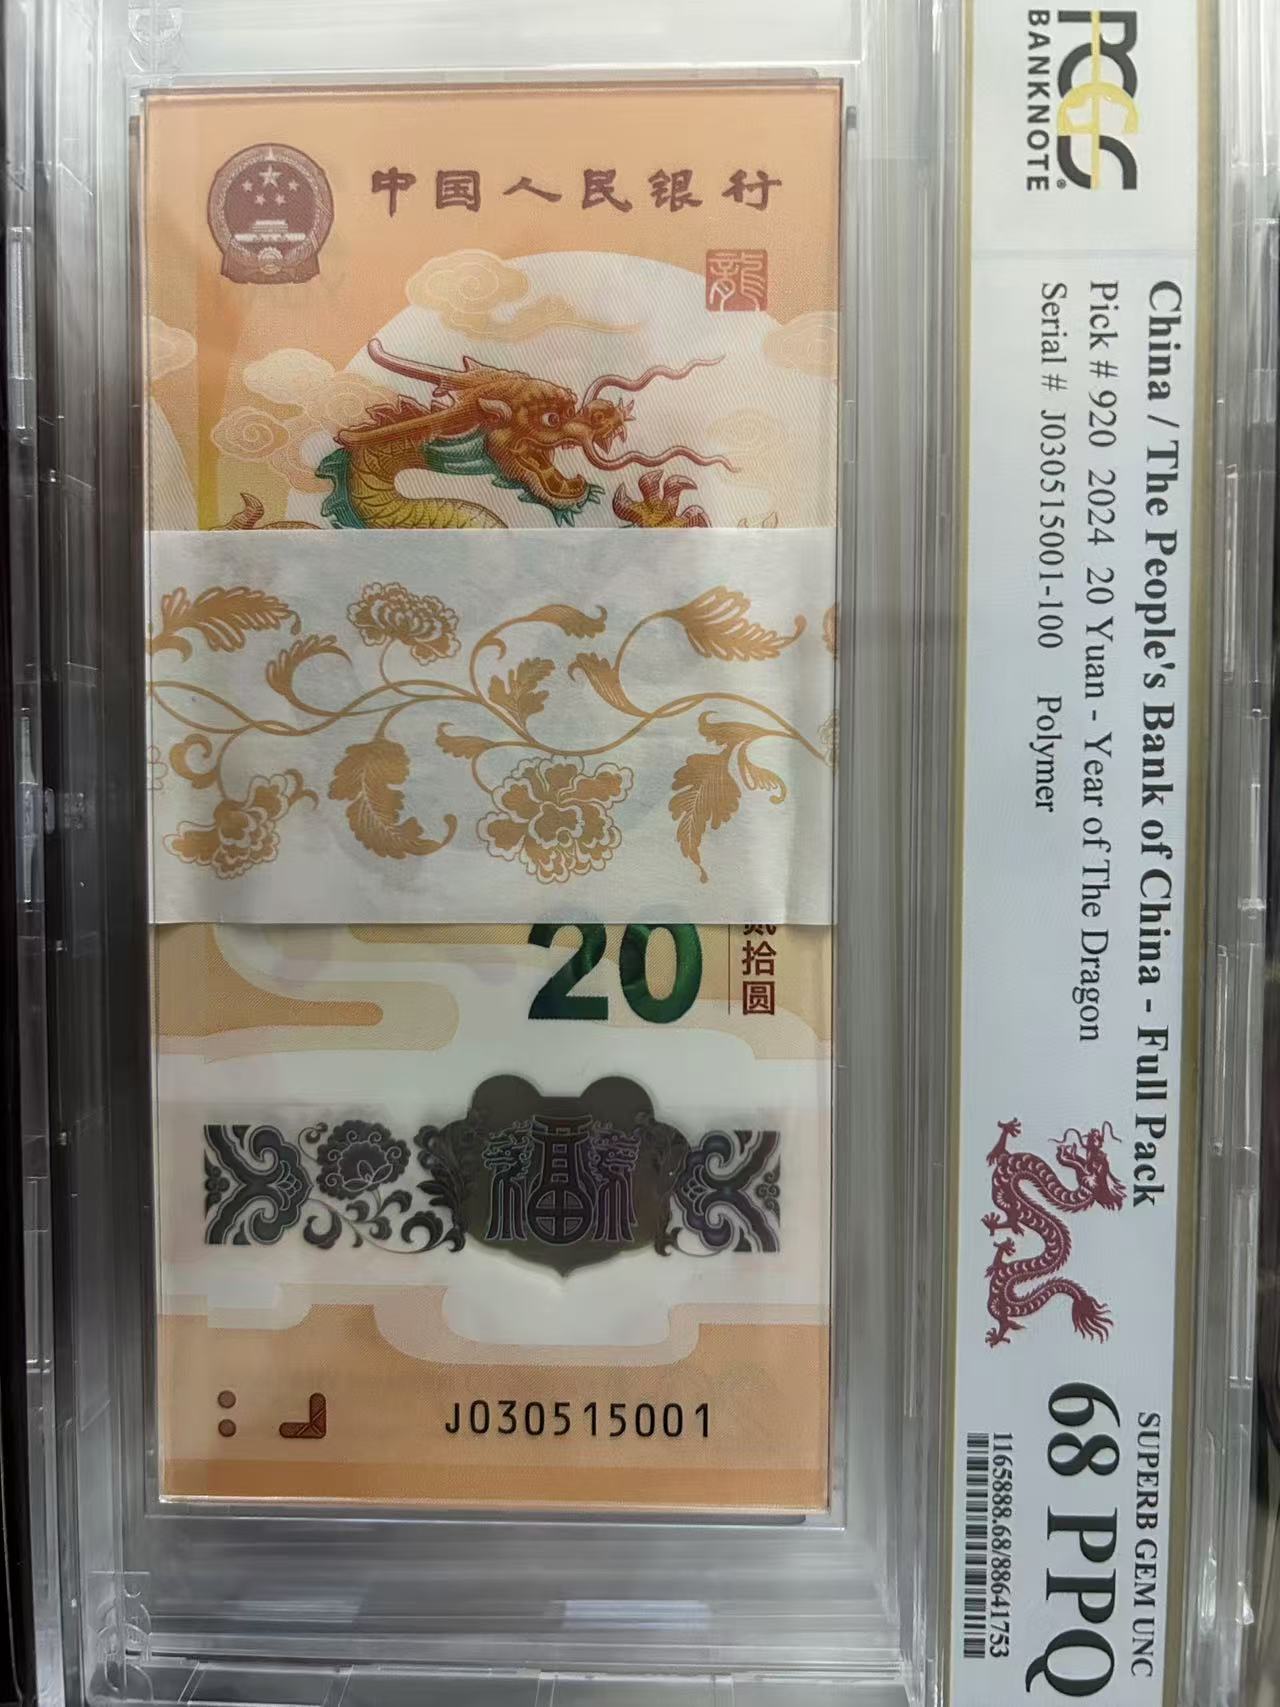 中国人民银行
龍
20
贰拾圆
福
J030515001
PCGS
BANKNOTE
China / The People's Bank of China - Full Pack
Pick # 920 2024 20 Yuan - Year of The Dragon
Serial # J030515001-100 Polymer
SUPERB GEM UNC
68 PPQ
1165888.68/88641753